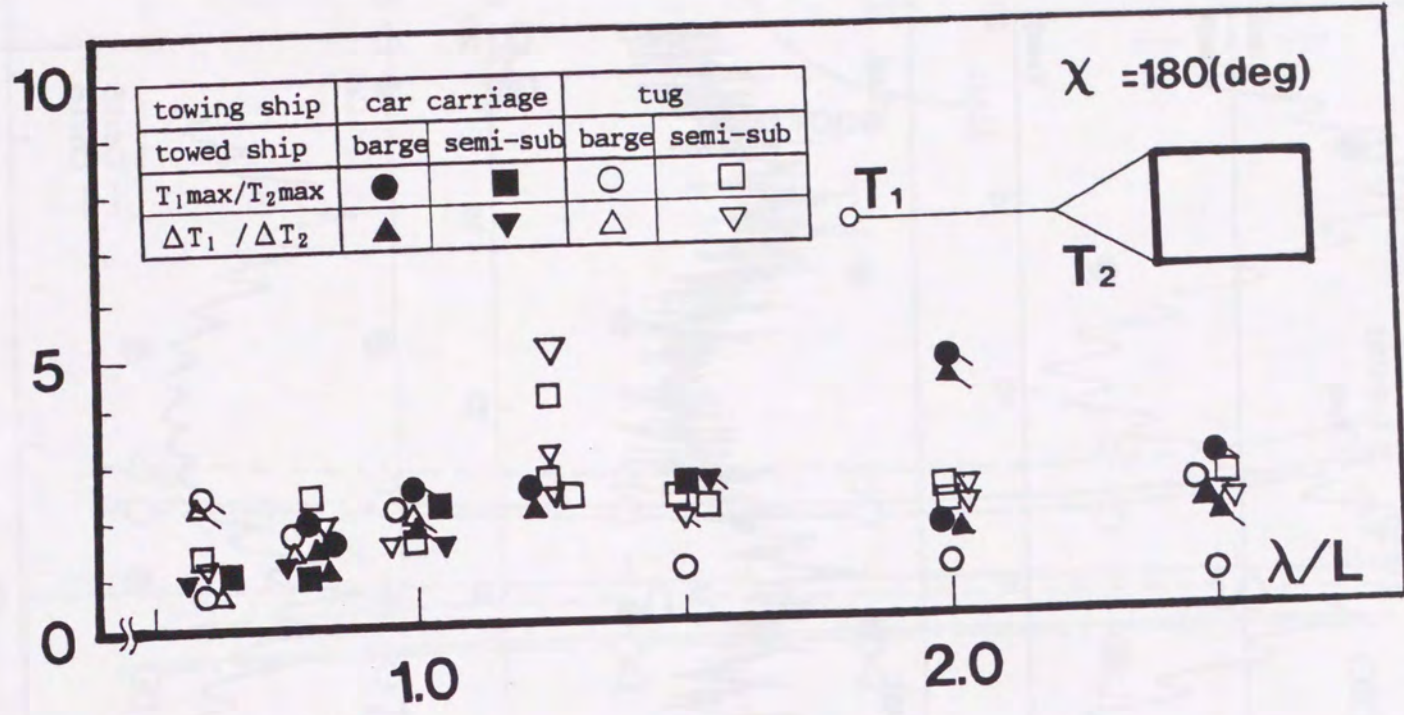 10
5
0
towing ship car carriage tug
towed ship barge semi-sub barge semi-sub
T₁max/T₂max ● ■ ○ □
ΔT₁ /ΔT₂ ▲ ▼ △ ▽
χ =180(deg)
T₁
T₂
λ/L
1.0
2.0